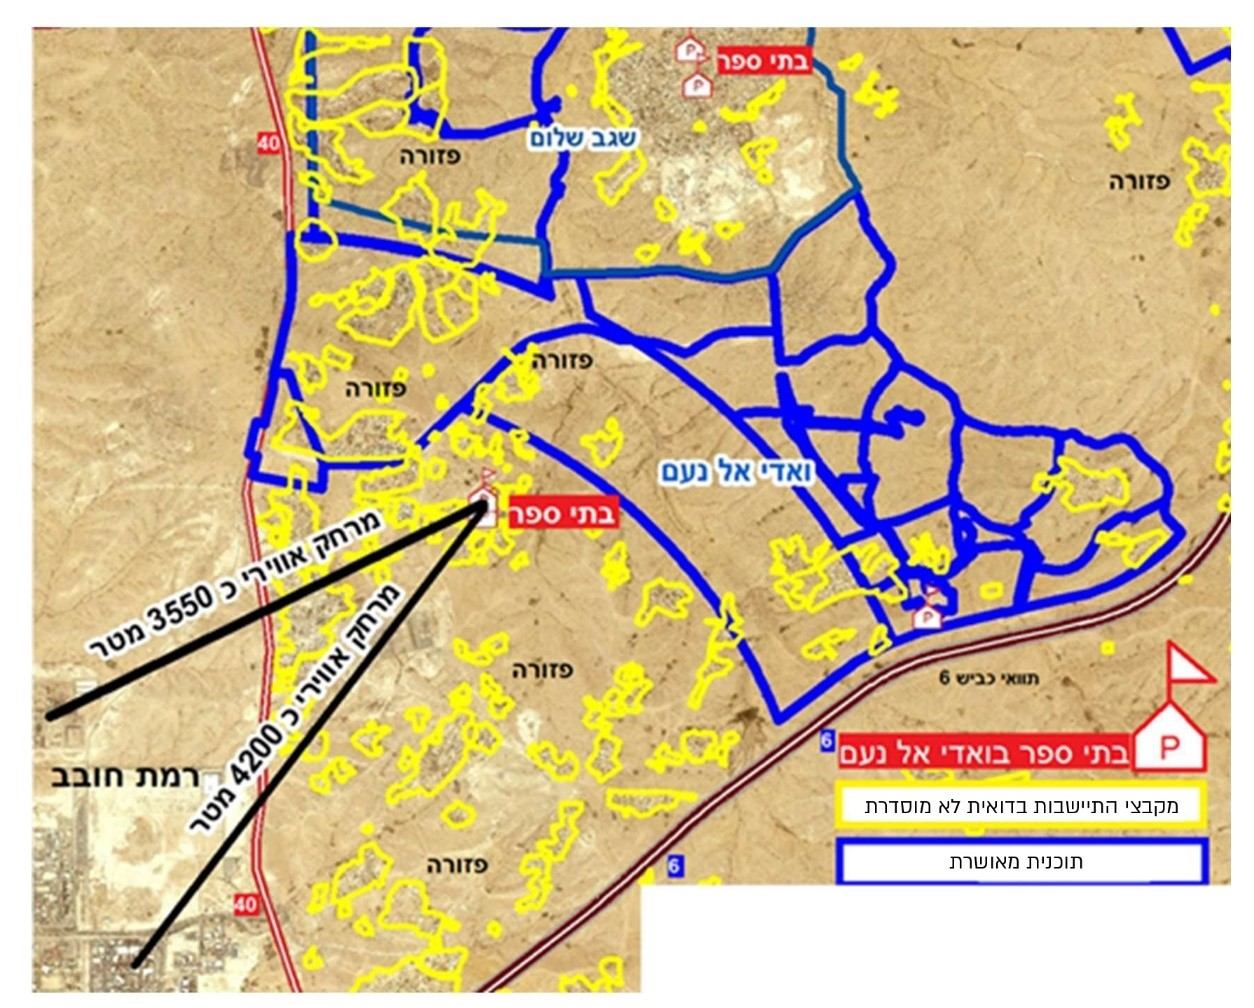 בתי ספר
שגב שלום
40
פזורה
פזורה
פזורה
פזורה
ואדי אל נעם
בתי ספר
מרחק אווירי כ 3550 מטר
מרחק אווירי כ 4200 מטר
פזורה
תוואי כביש 6
6
בתי ספר בואדי אל נעם
P
רמת חובב
מקבצי התיישבות בדואית לא מוסדרת
תוכנית מאושרת
פזורה
6
40